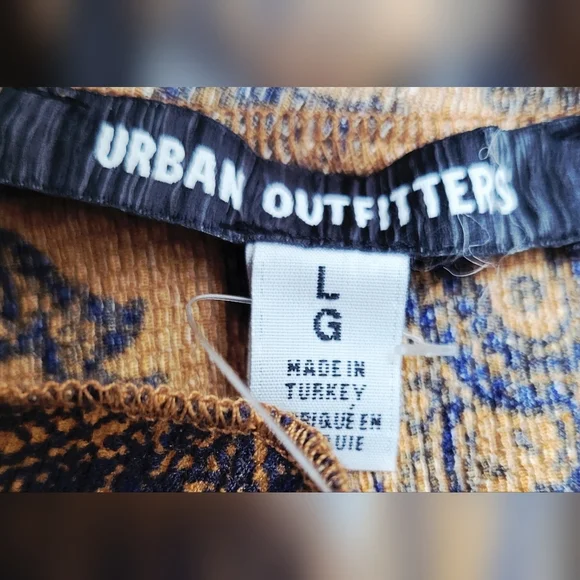 URBAN OUTFITTERS
L
G
MADE IN
TURKEY
EN